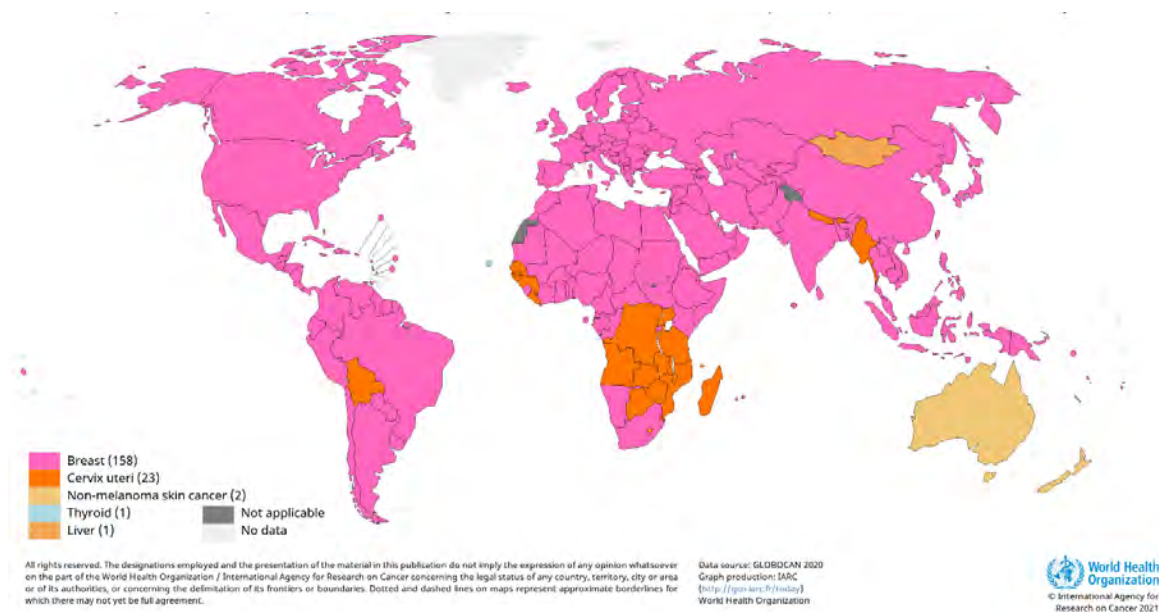 Breast (158)
Cervix uteri (23)
Non-melanoma skin cancer (2)
Thyroid (1)
Liver (1)
Not applicable
No data
All rights reserved. The designations employed and the presentation of the material in this publication do not imply the expression of any opinion whatsoever
on the part of the World Health Organization / International Agency for Research on Cancer concerning the legal status of any country, territory, city or area
or of its authorities, or concerning the delimitation of its frontiers or boundaries. Dotted and dashed lines on maps represent approximate borderlines for
which there may not yet be full agreement.
Data source: GLOBOCAN 2020
Graph production: IARC
(http://gco.iarc.fr/today)
World Health Organization
World Health
Organization
© International Agency for
Research on Cancer 2021